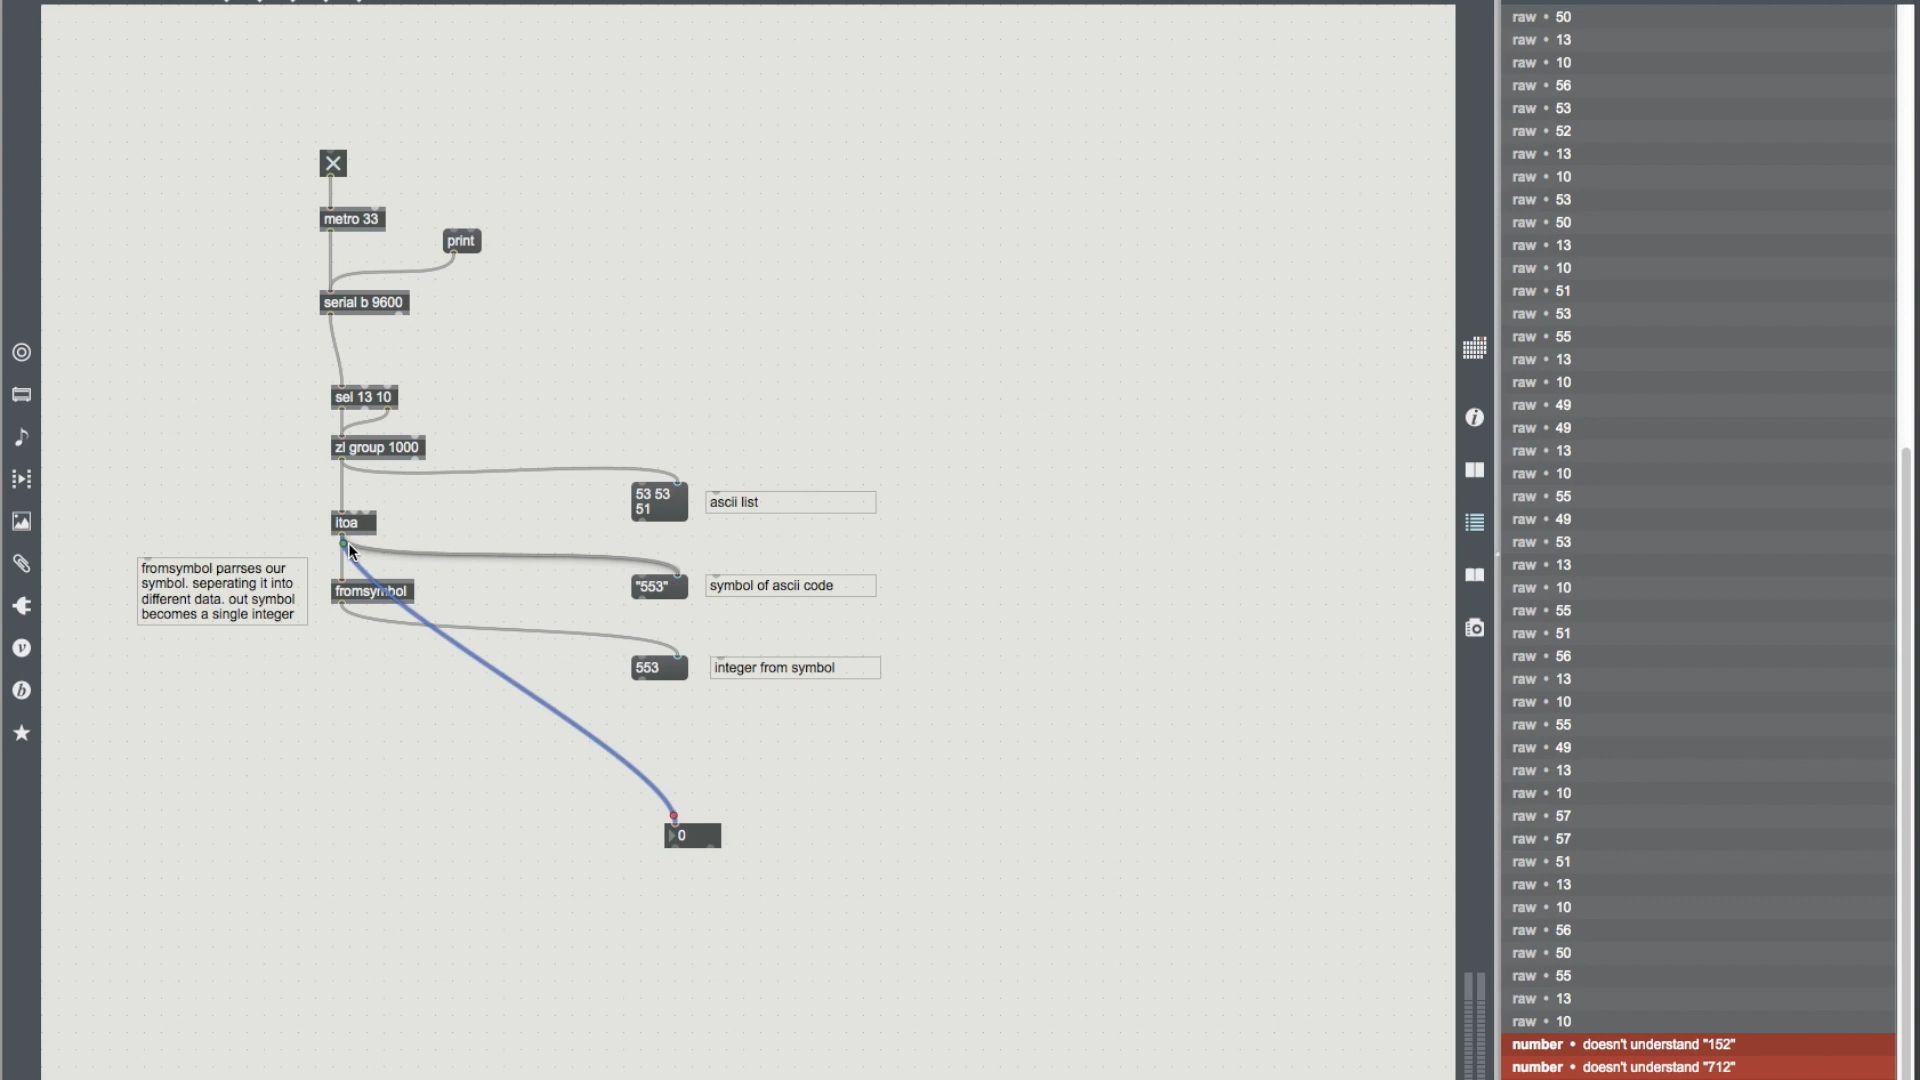 metro 33
print
serial b 9600
sel 13 10
zl group 1000
53 53
51
ascii list
itoa
fromsymbol parrses our
symbol. seperating it into
different data. out symbol
becomes a single integer
"553"
symbol of ascii code
fromsymbol
553
integer from symbol
0
raw • 50
raw • 13
raw • 10
raw • 56
raw • 53
raw • 52
raw • 13
raw • 10
raw • 53
raw • 50
raw • 13
raw • 10
raw • 51
raw • 53
raw • 55
raw • 13
raw • 10
raw • 49
raw • 49
raw • 13
raw • 10
raw • 55
raw • 49
raw • 53
raw • 13
raw • 10
raw • 55
raw • 51
raw • 56
raw • 13
raw • 10
raw • 55
raw • 49
raw • 13
raw • 10
raw • 57
raw • 57
raw • 51
raw • 13
raw • 10
raw • 56
raw • 50
raw • 55
raw • 13
raw • 10
number • doesn't understand "152"
number • doesn't understand "712"